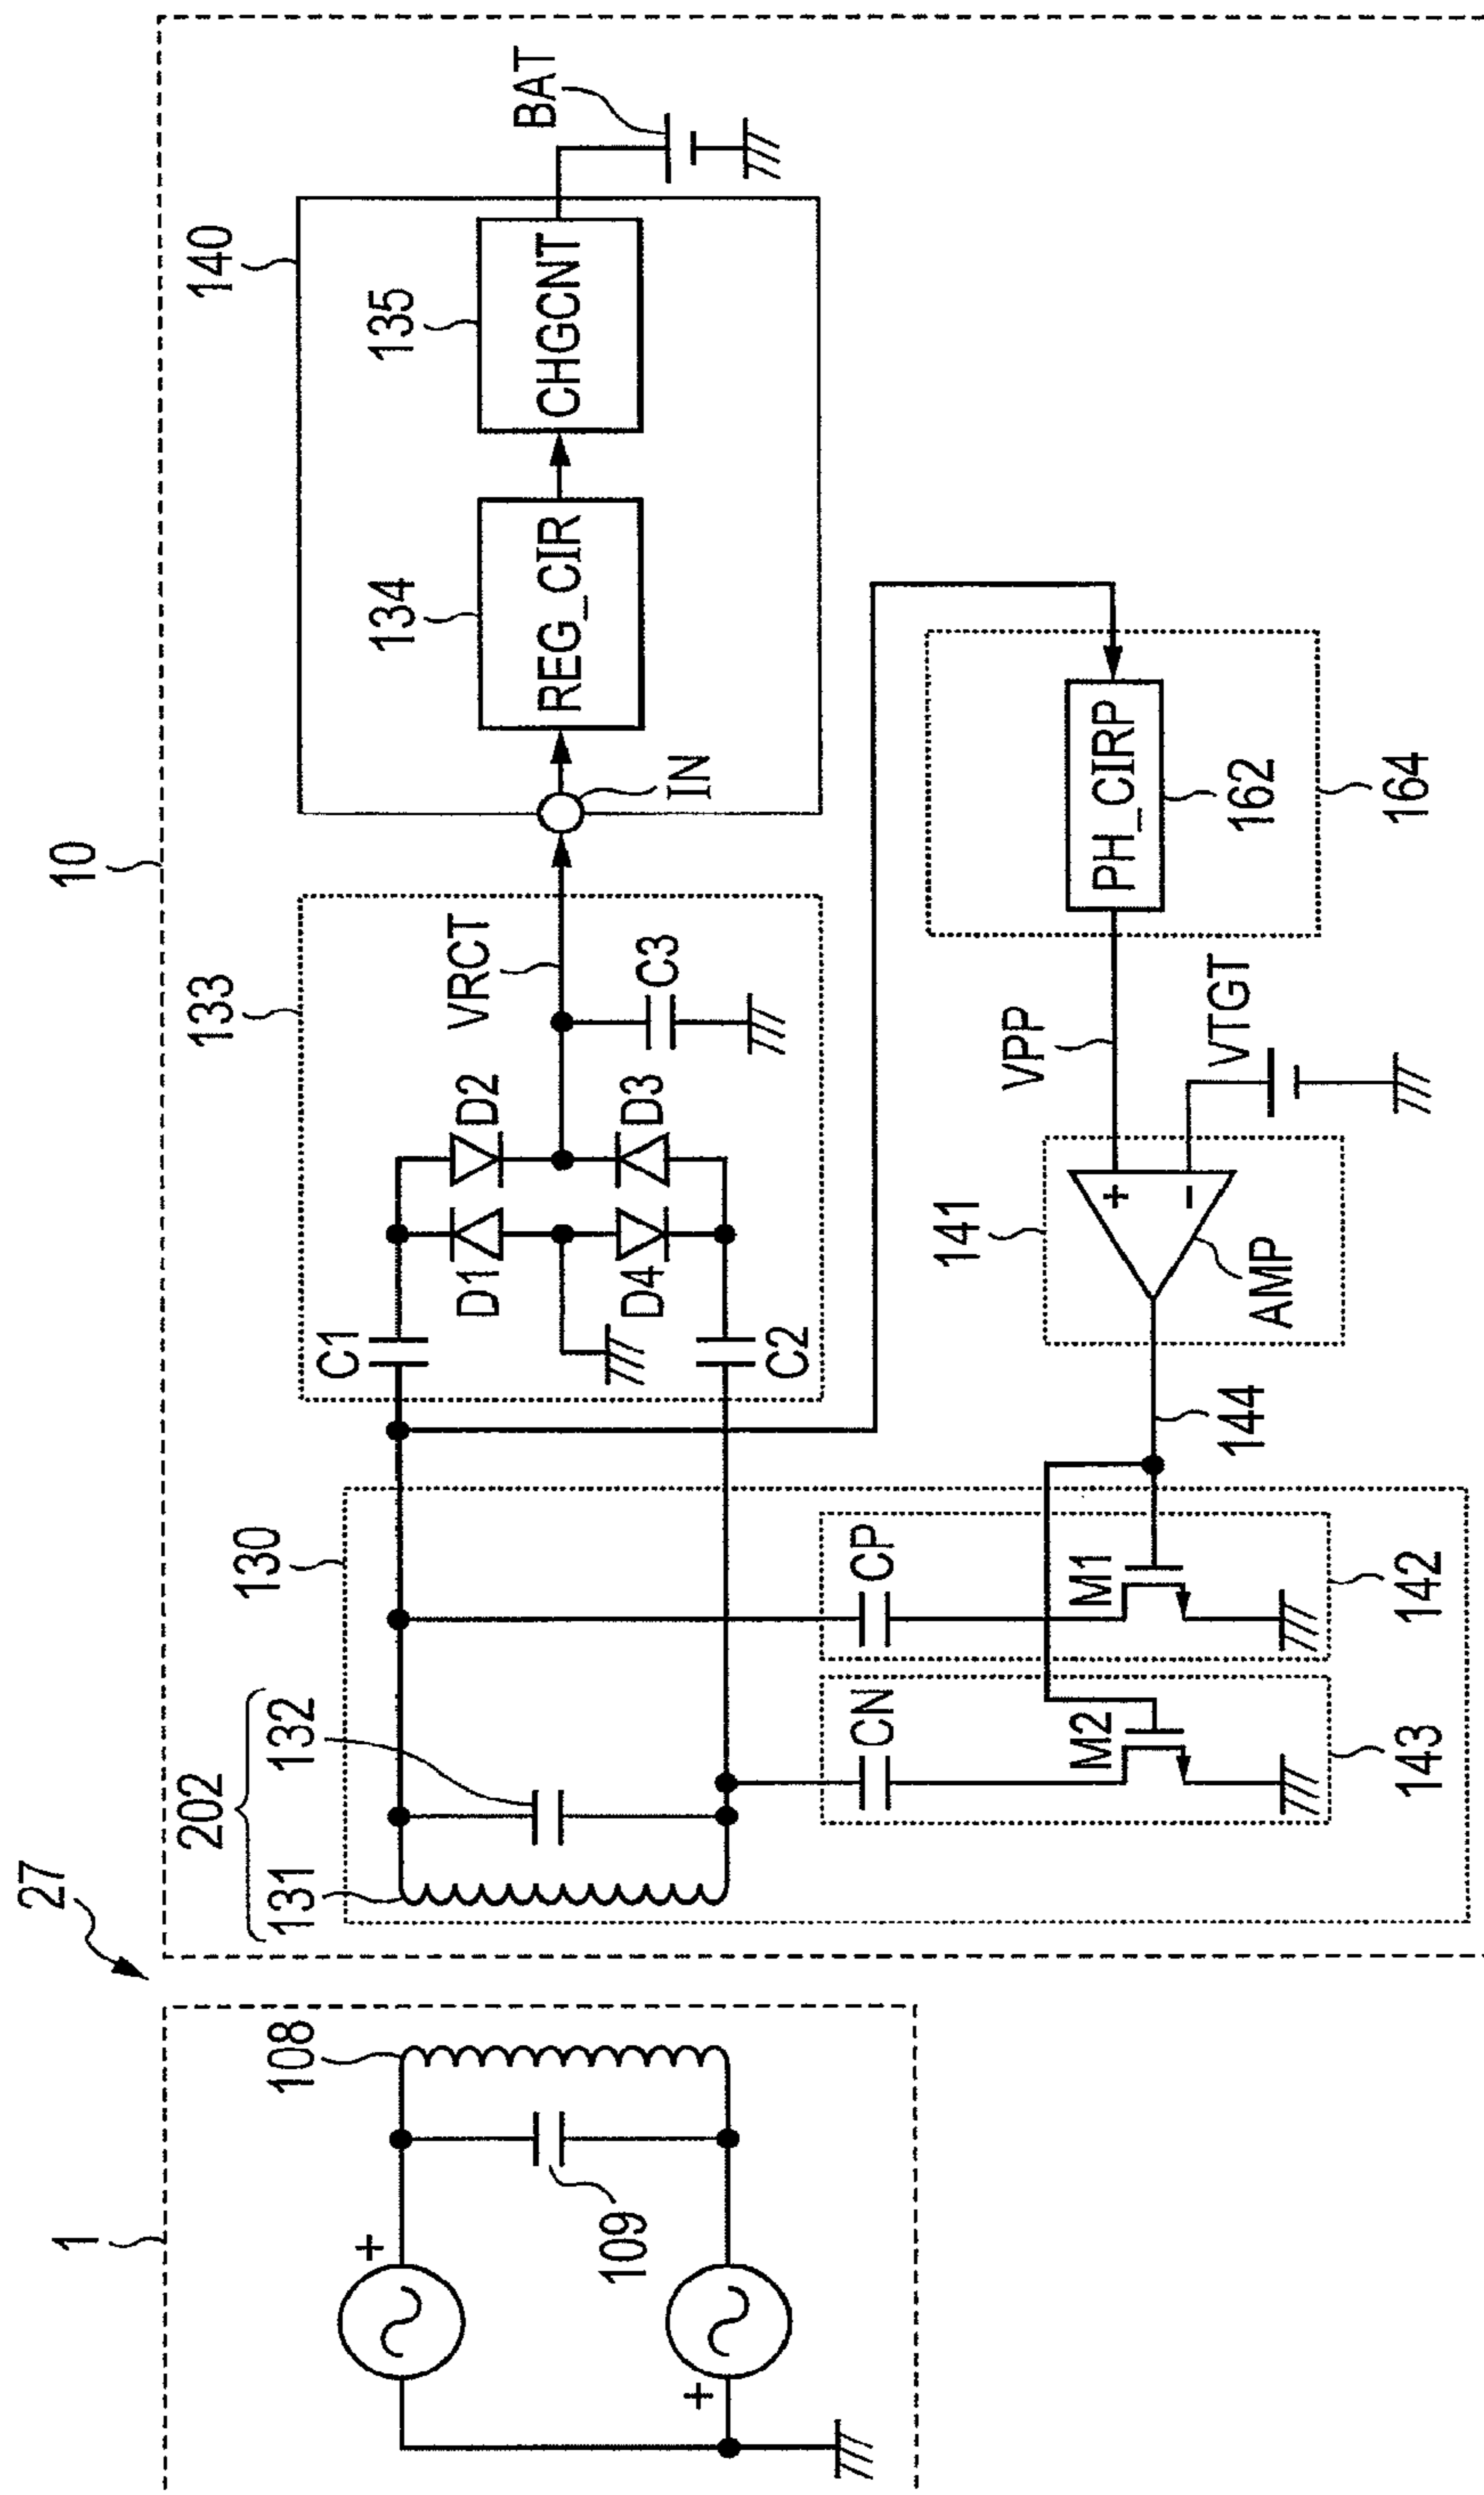 27
1
108
109
+
+
10
202
131
132
130
CN
CP
M2
M1
143
142
144
133
C1
C2
D1
D2
D4
D3
VRCT
C3
141
AMP
+
−
VPP
VTGT
PH_CIRP
162
164
140
IN
134
REG_CIR
135
CHGCNT
BAT